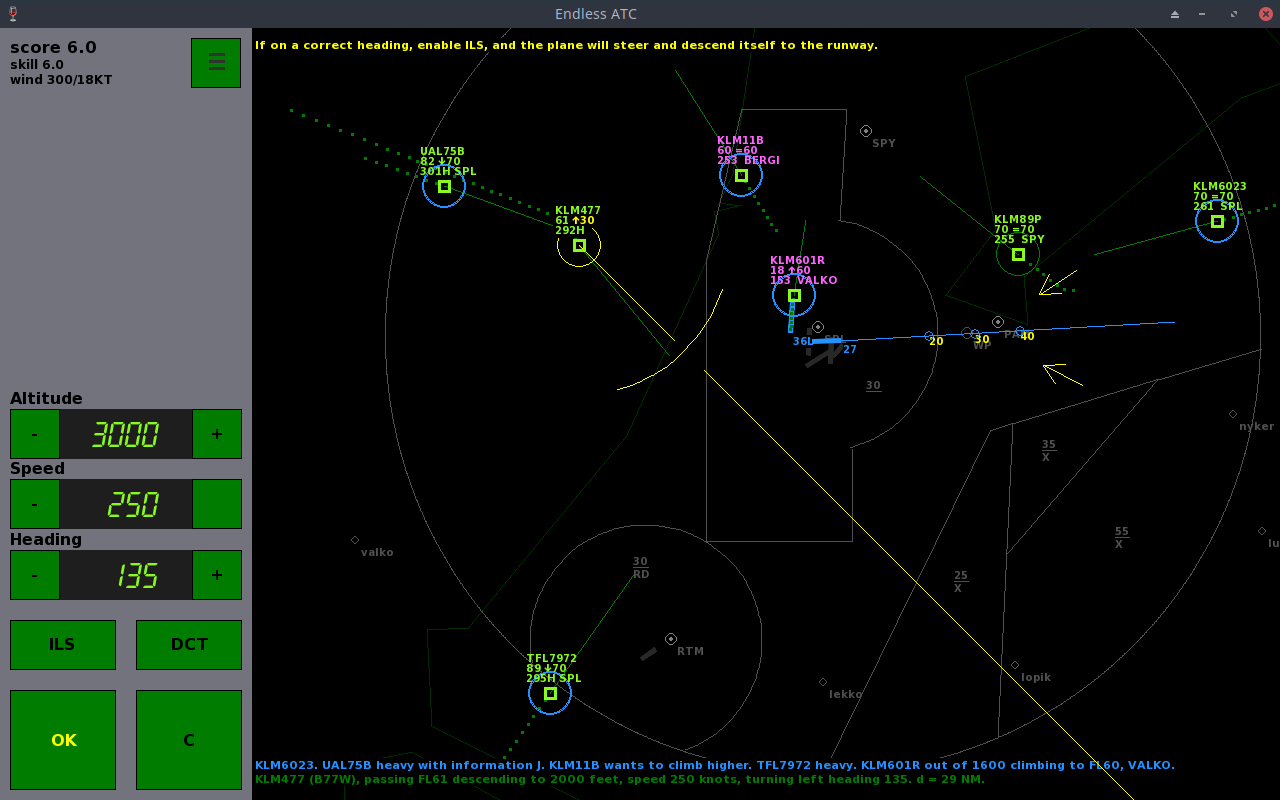 Endless ATC
score 6.0
skill 6.0
wind 300/18KT
If on a correct heading, enable ILS, and the plane will steer and descend itself to the runway.
UAL75B
82 ↓70
301H SPL
KLM11B
60 =60
253 BERGI
SPY
KLM477
61 ↑30
292H
KLM89P
70 =70
255 SPY
KLM6023
70 =70
261 SPL
KLM601R
18 ↑60
153 VALKO
36L
27
20
30
40
WP
30
35
X
nyker
55
X
25
X
valko
30
RD
RTM
lopik
lekko
TFL7972
89 ↓70
295H SPL
Altitude
- 3000 +
Speed
- 250
Heading
- 135 +
ILS DCT
OK C
KLM6023. UAL75B heavy with information J. KLM11B wants to climb higher. TFL7972 heavy. KLM601R out of 1600 climbing to FL60, VALKO.
KLM477 (B77W), passing FL61 descending to 2000 feet, speed 250 knots, turning left heading 135. d = 29 NM.